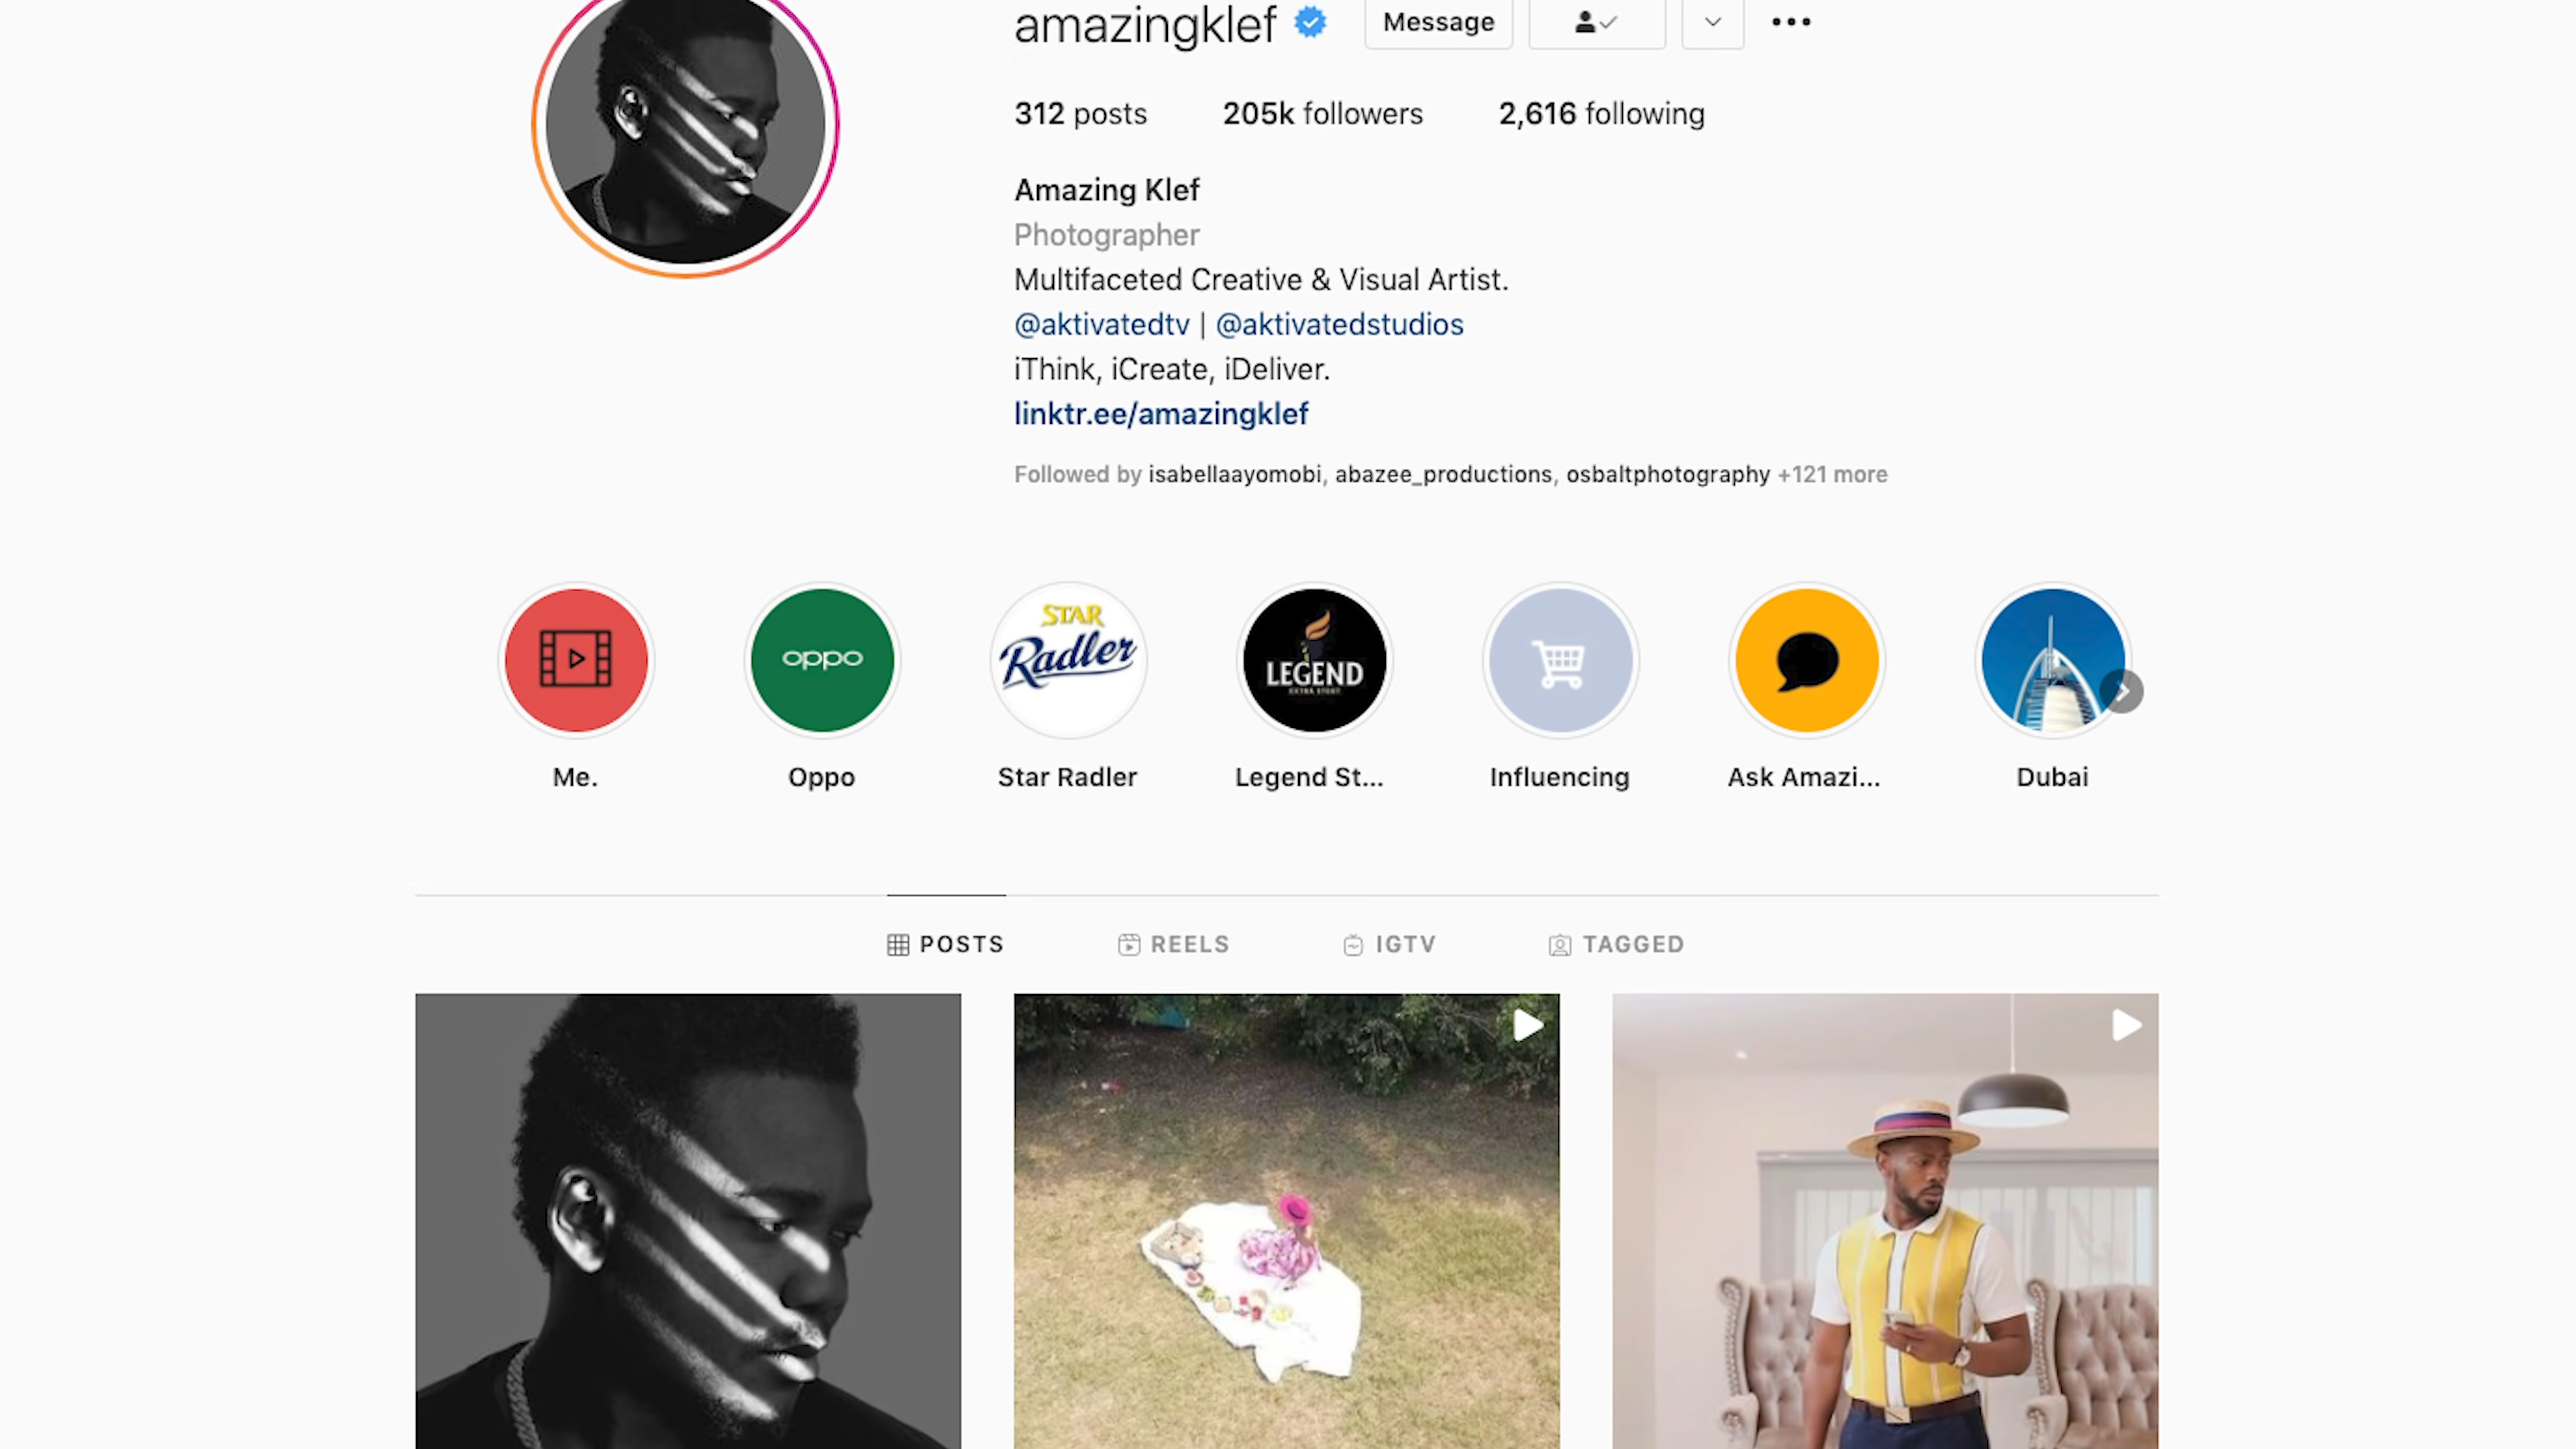 amazingklef Message
312 posts 205k followers 2,616 following
Amazing Klef
Photographer
Multifaceted Creative & Visual Artist.
@aktivatedtv | @aktivatedstudios
iThink, iCreate, iDeliver.
linktr.ee/amazingklef
Followed by isabellaayomobi, abazee_productions, osbaltphotography +121 more
oppo
STAR
Radler
LEGEND
EXTRA STOUT
Me. Oppo Star Radler Legend St... Influencing Ask Amazi... Dubai
POSTS REELS IGTV TAGGED